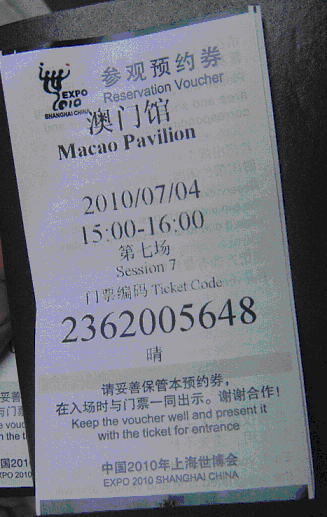 EXPO
2010
SHANGHAI CHINA
参观预约券
Reservation Voucher
澳门馆
Macao Pavilion
2010/07/04
15:00-16:00
第七场
Session 7
门票编码 Ticket Code
2362005648
晴
请妥善保管本预约券，
在入场时与门票一同出示。谢谢合作！
Keep the voucher well and present it
with the ticket for entrance
中国2010年上海世博会
EXPO 2010 SHANGHAI CHINA